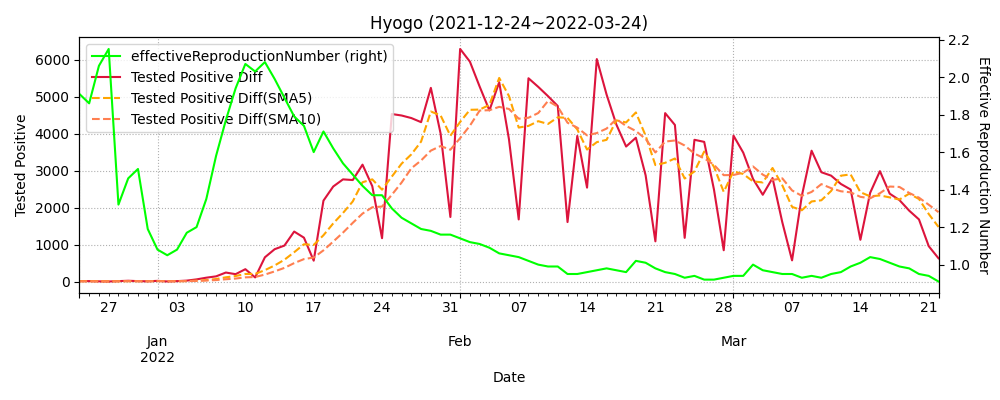 Hyogo (2021-12-24~2022-03-24)
effectiveReproductionNumber (right)
Tested Positive Diff
Tested Positive Diff(SMA5)
Tested Positive Diff(SMA10)
Tested Positive
6000
5000
4000
3000
2000
1000
0
2.2
2.0
1.8
1.6
1.4
1.2
1.0
Effective Reproduction Number
27 03 10 17 24 31 07 14 21 28 07 14 21
Jan Feb Mar
2022
Date